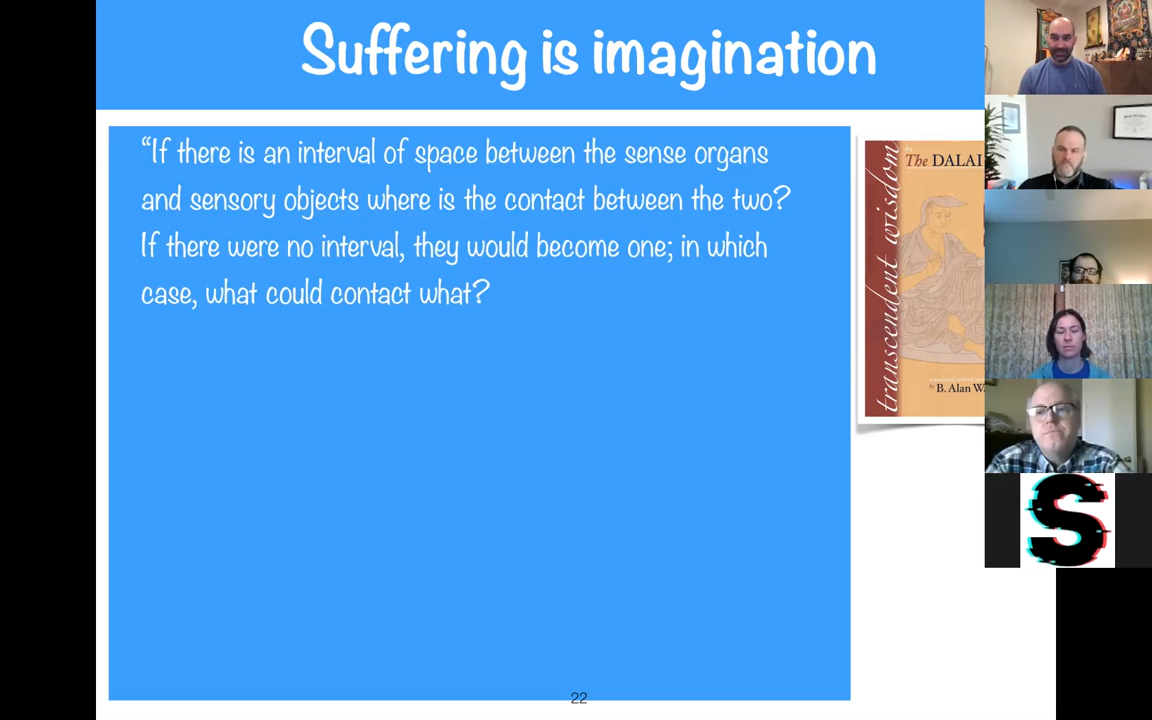 Suffering is imagination
“If there is an interval of space between the sense organs
and sensory objects where is the contact between the two?
If there were no interval, they would become one; in which
case, what could contact what?
transcendent wisdom
The DALAI
by B. Alan W
22
S